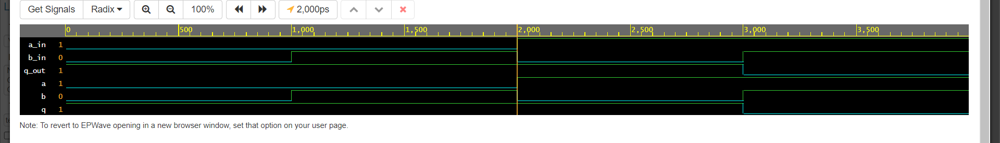 Get Signals Radix 100% 2,000ps
0 500 1,000 1,500 2,000 2,500 3,000 3,500
a_in 1
b_in 0
q_out 1
a 1
b 0
q 1
Note: To revert to EPWave opening in a new browser window, set that option on your user page.